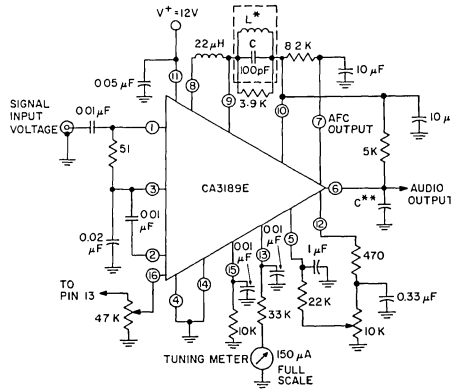 V⁺=12V
L*
22μH
C
100pF
8.2K
3.9K
10μF
0.05μF
11
8
9
10
7
AFC
OUTPUT
10μ
SIGNAL
INPUT
VOLTAGE
0.01μF
1
51
5K
3
CA3189E
6
AUDIO
OUTPUT
C**
12
0.02
μF
0.01
μF
2
16
4
14
15
13
5
0.01
μF
0.01
μF
1μF
470
0.33μF
TO
PIN 13
47K
10K
33K
22K
10K
TUNING METER
150μA
FULL
SCALE